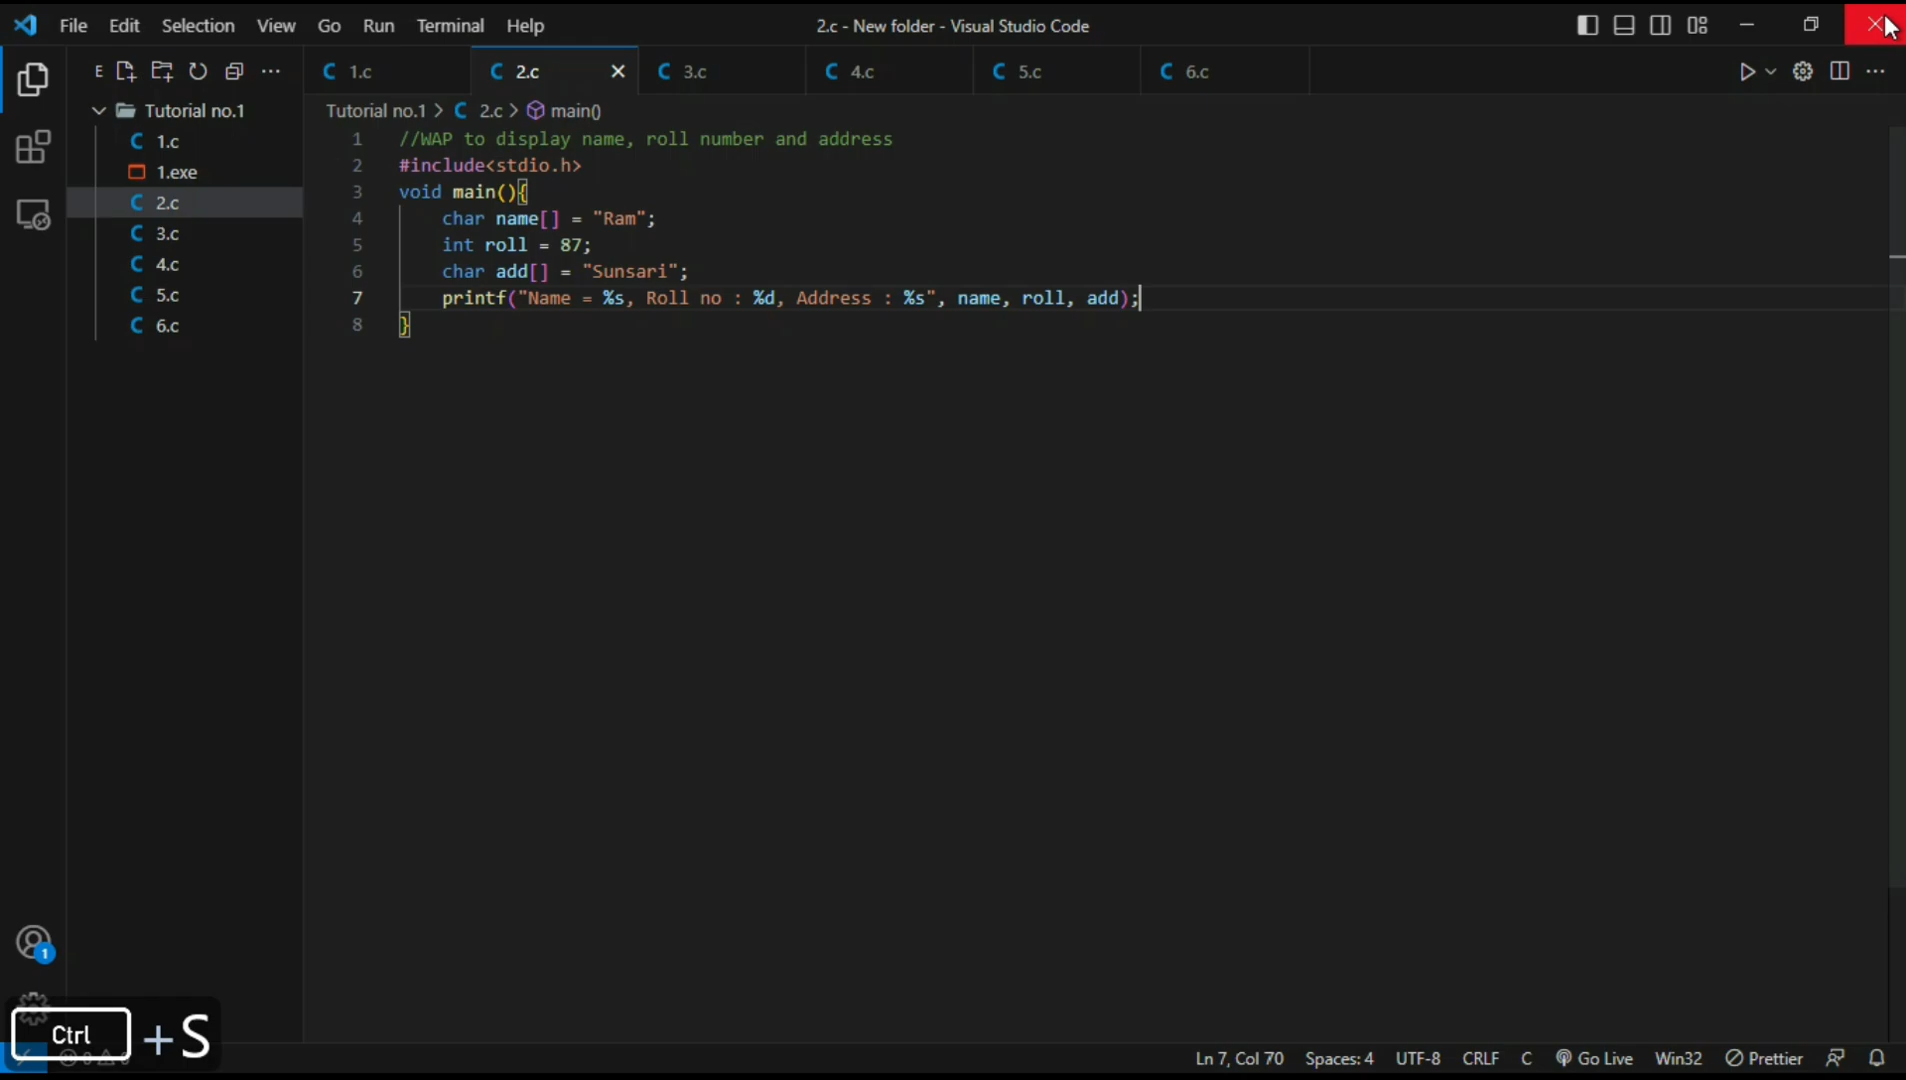 File Edit Selection View Go Run Terminal Help
2.c - New folder - Visual Studio Code
E
1.c
2.c
3.c
4.c
5.c
6.c
Tutorial no.1
1.c
1.exe
2.c
3.c
4.c
5.c
6.c
Tutorial no.1 > C 2.c > main()
1 //WAP to display name, roll number and address
2 #include<stdio.h>
3 void main(){
4 char name[] = "Ram";
5 int roll = 87;
6 char add[] = "Sunsari";
7 printf("Name = %s, Roll no : %d, Address : %s", name, roll, add);
8 }
1
Ctrl +S
Ln 7, Col 70 Spaces: 4 UTF-8 CRLF C Go Live Win32 Prettier